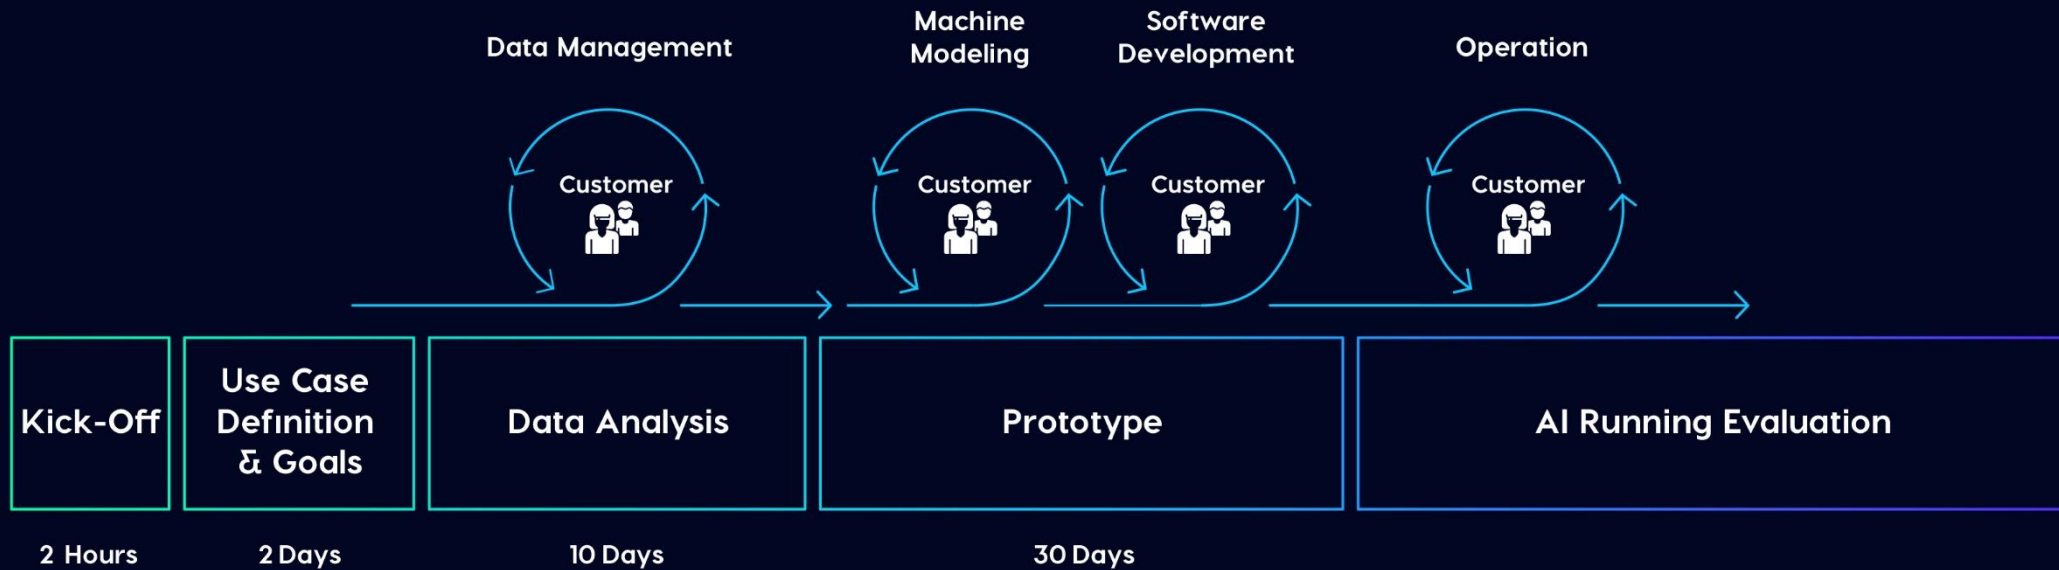 Data Management
Machine
Modeling
Software
Development
Operation
Customer
Customer
Customer
Customer
Kick-Off
Use Case
Definition
& Goals
Data Analysis
Prototype
AI Running Evaluation
2 Hours
2 Days
10 Days
30 Days